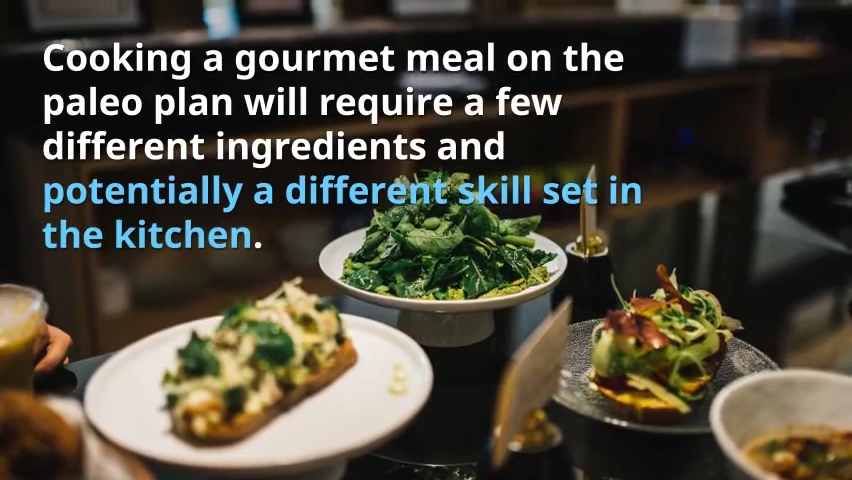 Cooking a gourmet meal on the
paleo plan will require a few
different ingredients and
potentially a different skill set in
the kitchen.